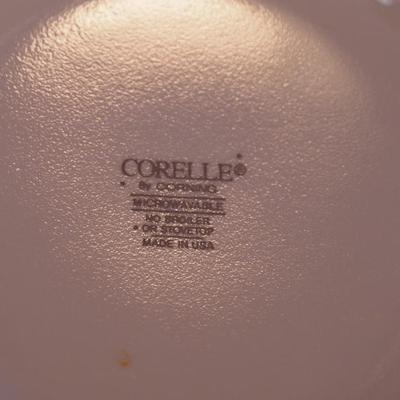 CORELLE®
By CORNING
MICROWAVABLE
NO BROILER
OR STOVETOP
MADE IN USA